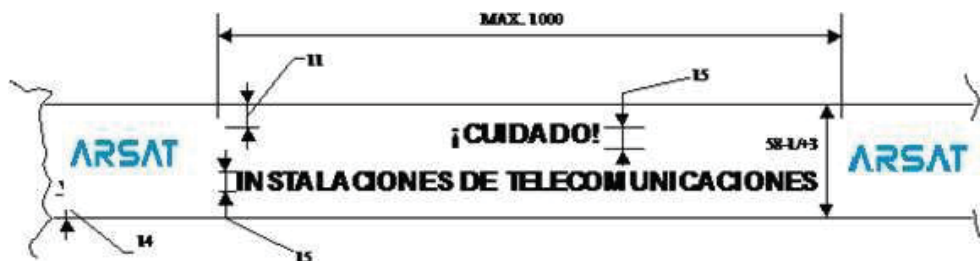 MAX. 1000
11
15
¡CUIDADO!
58-1/+3
ARSAT
ARSAT
INSTALACIONES DE TELECOMUNICACIONES
14
15